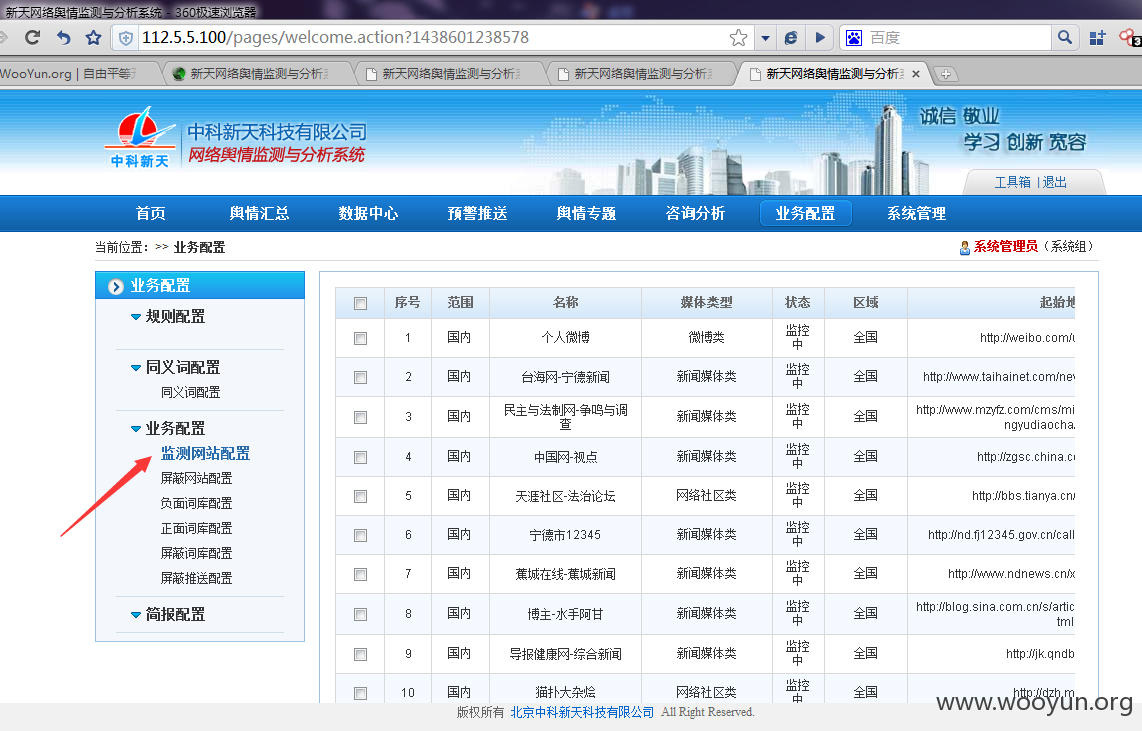 新天网络舆情监测与分析系统 - 360极速浏览器
112.5.5.100/pages/welcome.action?1438601238578
百度
3
WooYun.org | 自由平等
新天网络舆情监测与分析
新天网络舆情监测与分析
新天网络舆情监测与分析
新天网络舆情监测与分析
中科新天
中科新天科技有限公司
网络舆情监测与分析系统
诚信 敬业
学习 创新 宽容
工具箱 | 退出
首页 舆情汇总 数据中心 预警推送 舆情专题 咨询分析 业务配置 系统管理
当前位置: >> 业务配置
系统管理员（系统组）
业务配置
规则配置
同义词配置
同义词配置
业务配置
监测网站配置
屏蔽网站配置
负面词库配置
正面词库配置
屏蔽词库配置
屏蔽推送配置
简报配置
序号 范围 名称 媒体类型 状态 区域 起始地
1 国内 个人微博 微博类 监控中 全国 http://weibo.com/u
2 国内 台海网-宁德新闻 新闻媒体类 监控中 全国 http://www.taihainet.com/nev
3 国内 民主与法制网-争鸣与调查 新闻媒体类 监控中 全国 http://www.mzyfz.com/cms/mi
ngyudiaocha.
4 国内 中国网-视点 新闻媒体类 监控中 全国 http://zgsc.china.co
5 国内 天涯社区-法治论坛 网络社区类 监控中 全国 http://bbs.tianya.cn/
6 国内 宁德市12345 新闻媒体类 监控中 全国 http://nd.fj12345.gov.cn/call
7 国内 蕉城在线-蕉城新闻 新闻媒体类 监控中 全国 http://www.ndnews.cn/x
8 国内 博主-水手阿甘 新闻媒体类 监控中 全国 http://blog.sina.com.cn/s/artic
tml
9 国内 导报健康网-综合新闻 新闻媒体类 监控中 全国 http://jk.qndb
10 国内 猫扑大杂烩 网络社区类 监控中 全国 http://dzh.m
版权所有 北京中科新天科技有限公司 All Right Reserved.
www.wooyun.org